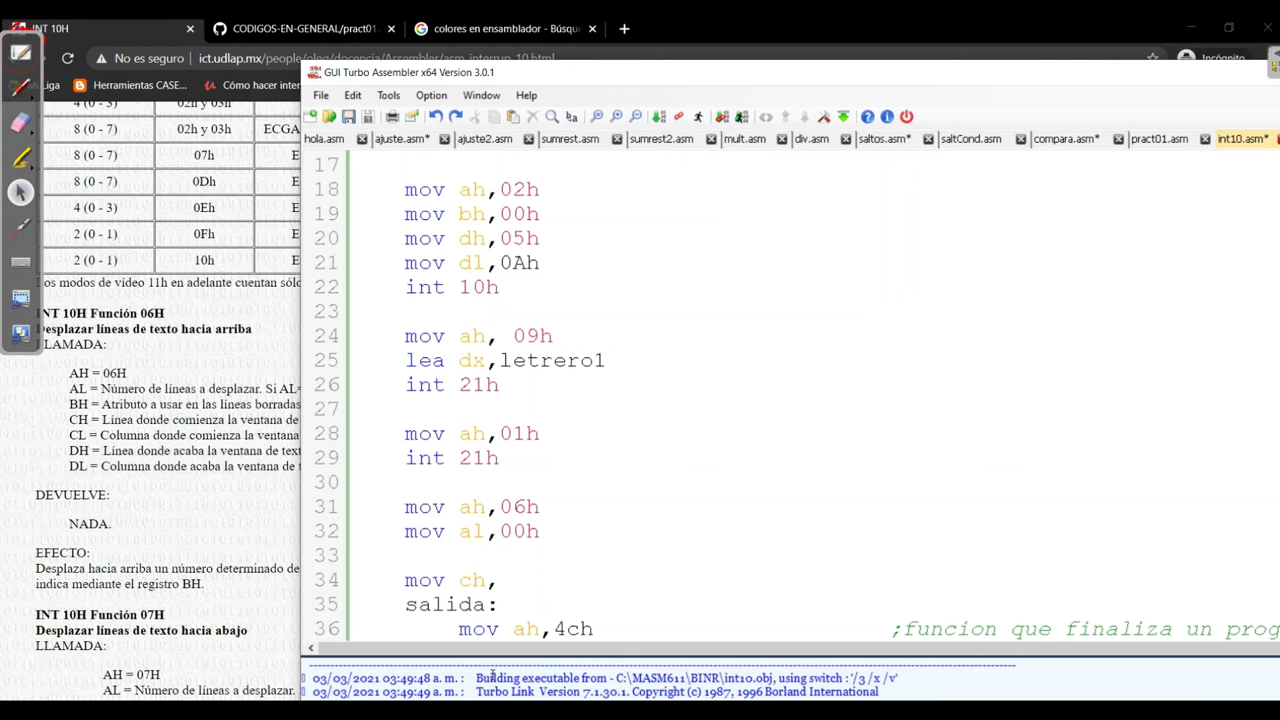 INT 10H
CODIGOS-EN-GENERAL/pract01.
colores en ensamblador - Búsqu
No es seguro
ict.udlap.mx/people/oleg/docencia/Assembler/asm_interrup_10.html
Incógnito
Liga
Herramientas CASE...
Cómo hacer inter
GUI Turbo Assembler x64 Version 3.0.1
File Edit Tools Option Window Help
hola.asm ajuste.asm* ajuste2.asm sumrest.asm sumrest2.asm mult.asm div.asm saltos.asm* saltCond.asm compara.asm* pract01.asm int10.asm*
4 (0 - 3) 02h y 03h
8 (0 - 7) 02h y 03h ECGA
8 (0 - 7) 07h E
8 (0 - 7) 0Dh E
4 (0 - 3) 0Eh E
2 (0 - 1) 0Fh E
2 (0 - 1) 10h E
Los modos de vídeo 11h en adelante cuentan sólo
INT 10H Función 06H
Desplazar líneas de texto hacia arriba
LLAMADA:
AH = 06H
AL = Número de líneas a desplazar. Si AL=
BH = Atributo a usar en las líneas borradas
CH = Línea donde comienza la ventana de
CL = Columna donde comienza la ventana
DH = Línea donde acaba la ventana de tex
DL = Columna donde acaba la ventana de t
DEVUELVE:
NADA.
EFECTO:
Desplaza hacia arriba un número determinado de
indica mediante el registro BH.
INT 10H Función 07H
Desplazar líneas de texto hacia abajo
LLAMADA:
AH = 07H
AL = Número de líneas a desplazar.
17
18 mov ah,02h
19 mov bh,00h
20 mov dh,05h
21 mov dl,0Ah
22 int 10h
23
24 mov ah, 09h
25 lea dx,letrero1
26 int 21h
27
28 mov ah,01h
29 int 21h
30
31 mov ah,06h
32 mov al,00h
33
34 mov ch,
35 salida:
36 mov ah,4ch ;funcion que finaliza un prog
03/03/2021 03:49:48 a. m. : Building executable from - C:\MASM611\BINR\int10.obj, using switch : '/3 /x /v'
03/03/2021 03:49:49 a. m. : Turbo Link Version 7.1.30.1. Copyright (c) 1987, 1996 Borland International